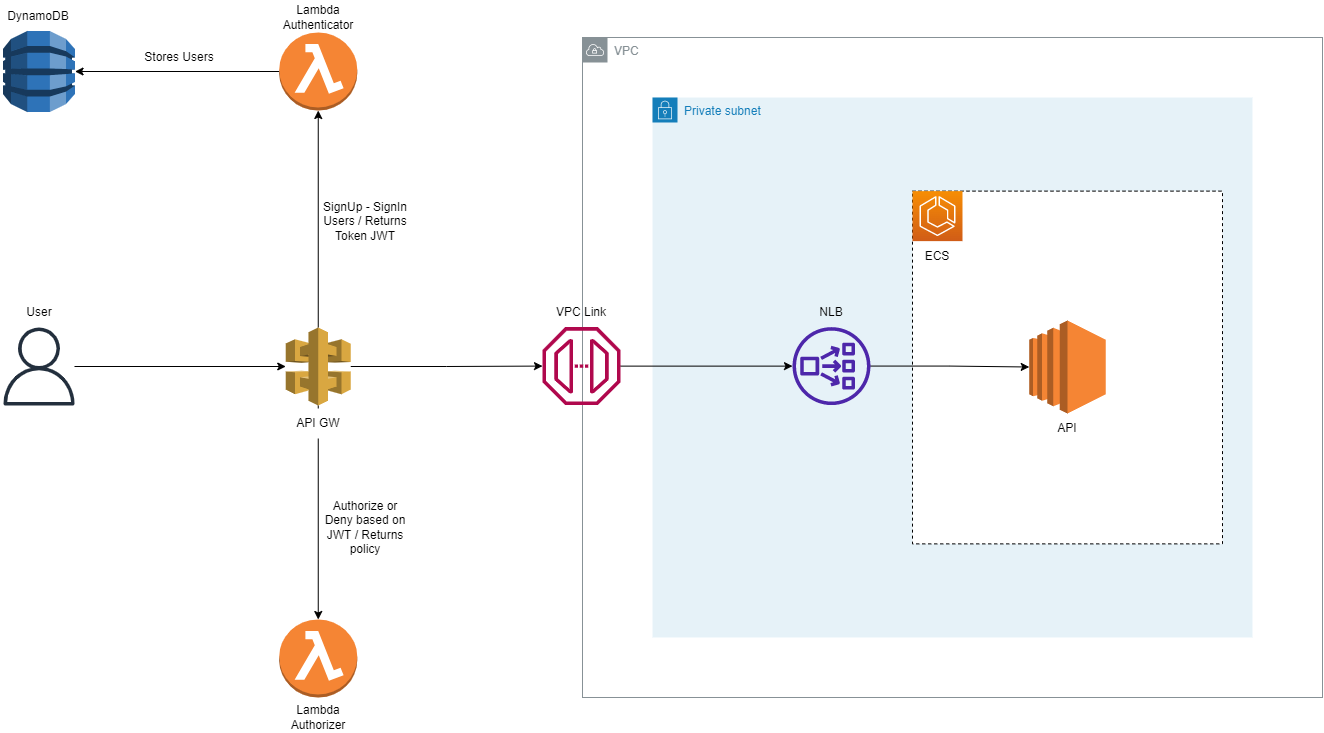 DynamoDB
Lambda
Authenticator
Stores Users
VPC
Private subnet
SignUp - SignIn
Users / Returns
Token JWT
ECS
User
VPC Link
NLB
API GW
API
Authorize or
Deny based on
JWT / Returns
policy
Lambda
Authorizer